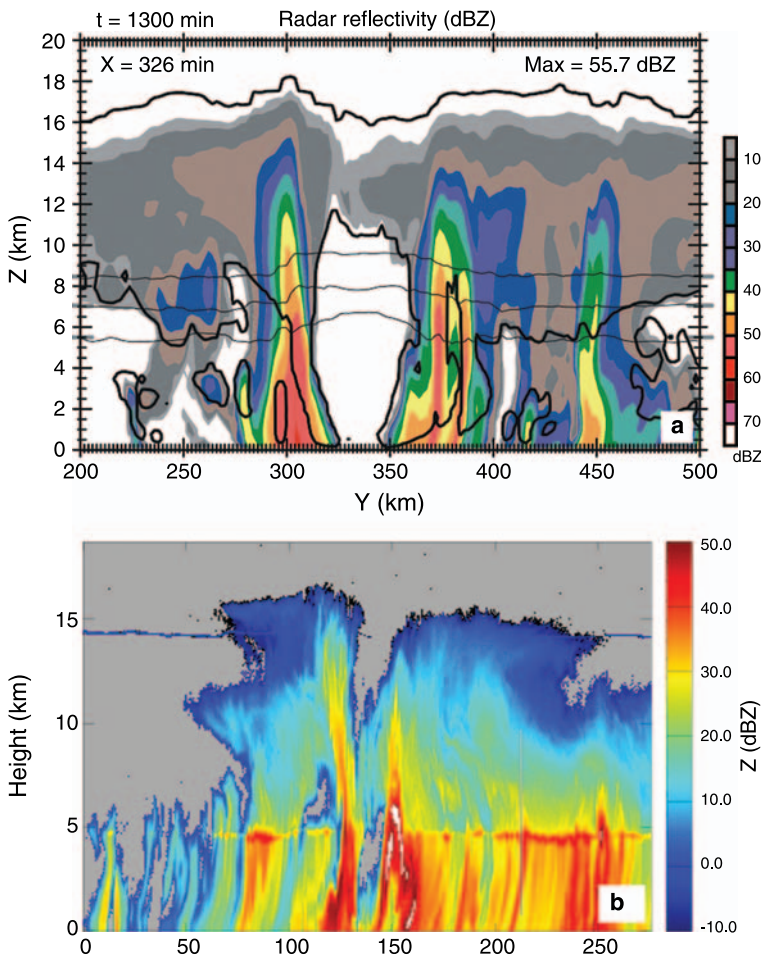 t = 1300 min Radar reflectivity (dBZ)
X = 326 min Max = 55.7 dBZ
20
18
16
14
12
10
8
6
4
2
0
Z (km)
200 250 300 350 400 450 500
Y (km)
a
10
20
30
40
50
60
70
dBZ
15
10
5
0
Height (km)
0 50 100 150 200 250
b
50.0
40.0
30.0
20.0
10.0
0.0
-10.0
Z (dBZ)